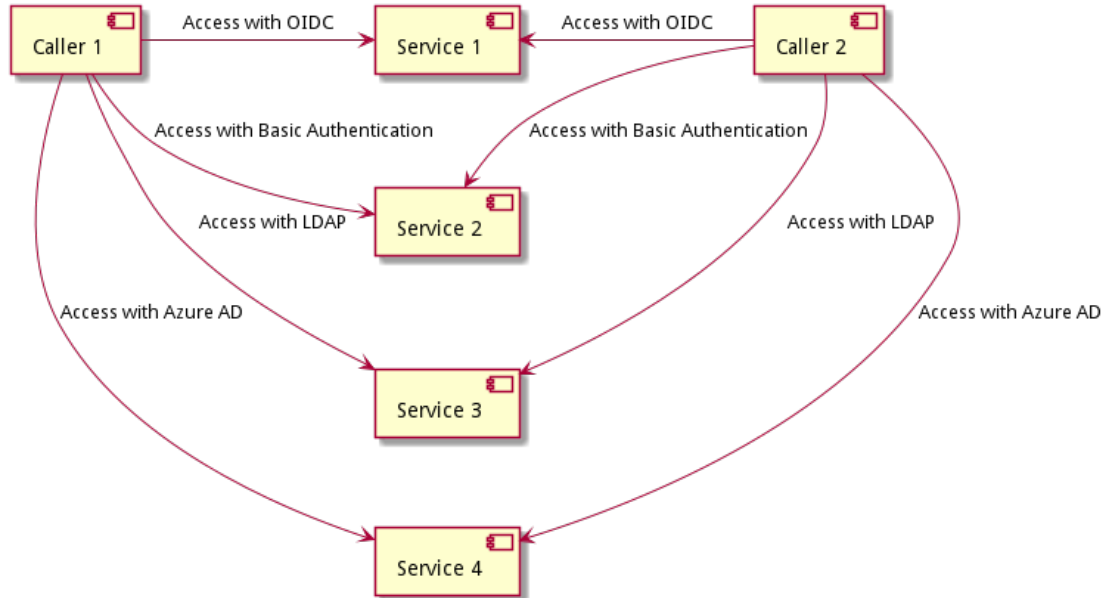 Caller 1
Access with OIDC
Service 1
Access with OIDC
Caller 2
Access with Basic Authentication
Access with Basic Authentication
Service 2
Access with LDAP
Access with LDAP
Access with Azure AD
Access with Azure AD
Service 3
Service 4